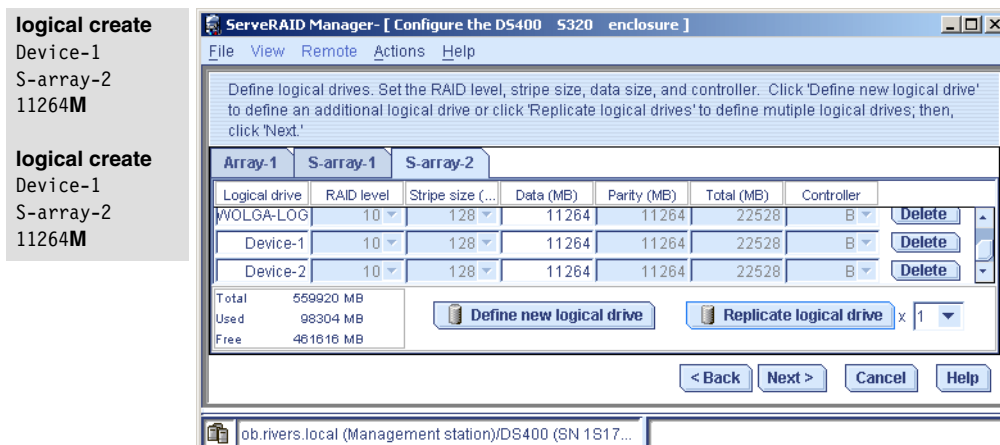 logical create
Device-1
S-array-2
11264M
logical create
Device-1
S-array-2
11264M
ServeRAID Manager- [ Configure the DS400 S320 enclosure ]
File View Remote Actions Help
Define logical drives. Set the RAID level, stripe size, data size, and controller. Click 'Define new logical drive'
to define an additional logical drive or click 'Replicate logical drives' to define mutiple logical drives; then,
click 'Next.'
Array-1 S-array-1 S-array-2
Logical drive RAID level Stripe size (... Data (MB) Parity (MB) Total (MB) Controller
WOLGA-LOG 10 128 11264 11264 22528 B Delete
Device-1 10 128 11264 11264 22528 B Delete
Device-2 10 128 11264 11264 22528 B Delete
Total 559920 MB
Used 98304 MB
Free 461616 MB
Define new logical drive Replicate logical drive x 1
< Back Next > Cancel Help
ob.rivers.local (Management station)/DS400 (SN 1S17...